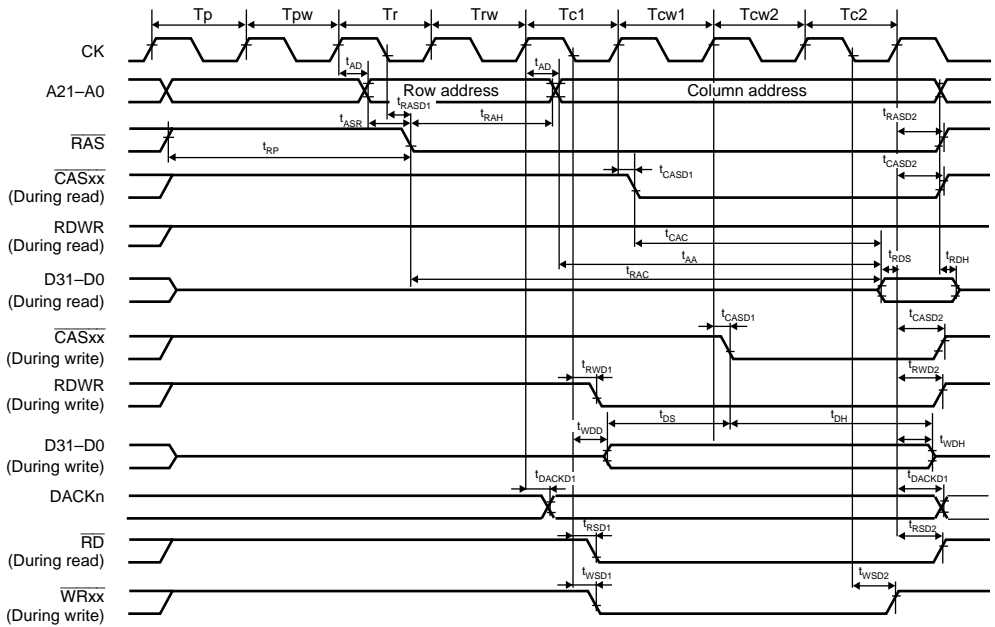 Tp Tpw Tr Trw Tc1 Tcw1 Tcw2 Tc2
CK
tAD tAD
A21–A0 Row address Column address
tRASD1 tRASD2
tASR tRAH
RAS
tRP
tCASD2
CASxx
(During read)
tCASD1
RDWR
(During read)
tCAC
tAA tRDS tRDH
tRAC
D31–D0
(During read)
tCASD1 tCASD2
CASxx
(During write)
tRWD1 tRWD2
RDWR
(During write)
tDS tDH
tWDD tWDH
D31–D0
(During write)
tDACKD1 tDACKD1
DACKn
tRSD1 tRSD2
RD
(During read)
tWSD1 tWSD2
WRxx
(During write)